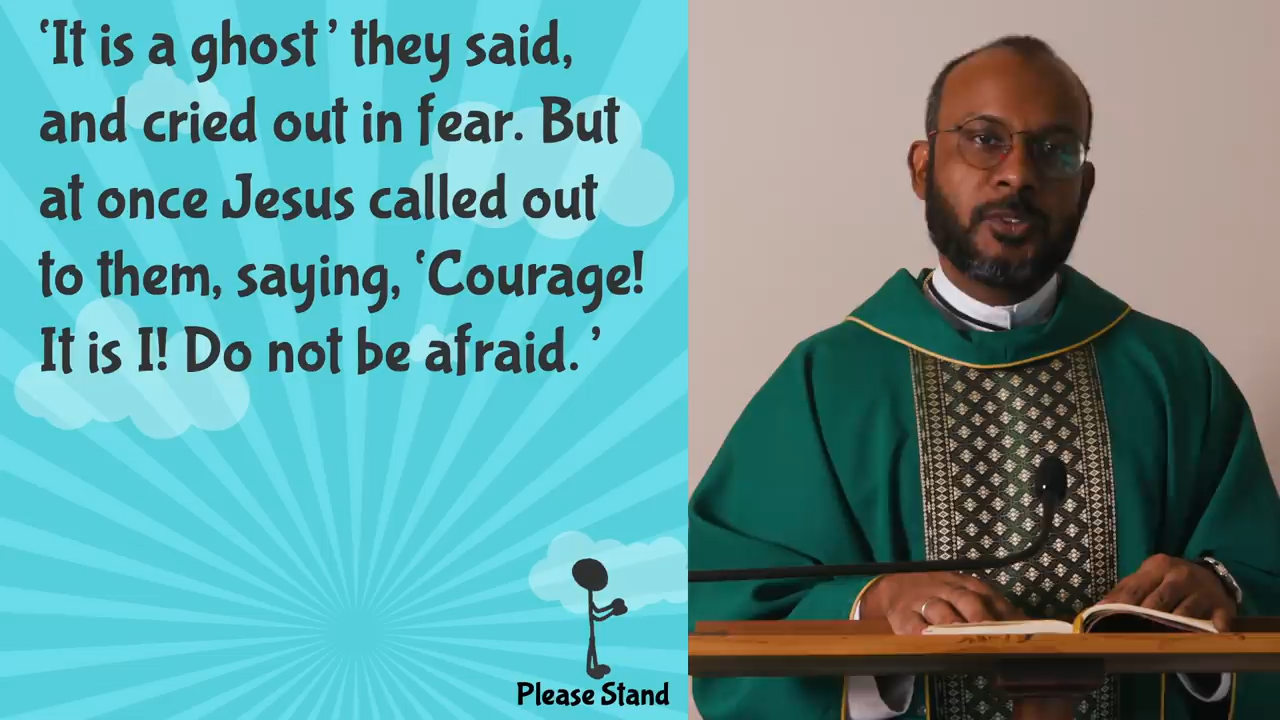 ‘It is a ghost’ they said,
and cried out in fear. But
at once Jesus called out
to them, saying, ‘Courage!
It is I! Do not be afraid.’
Please Stand